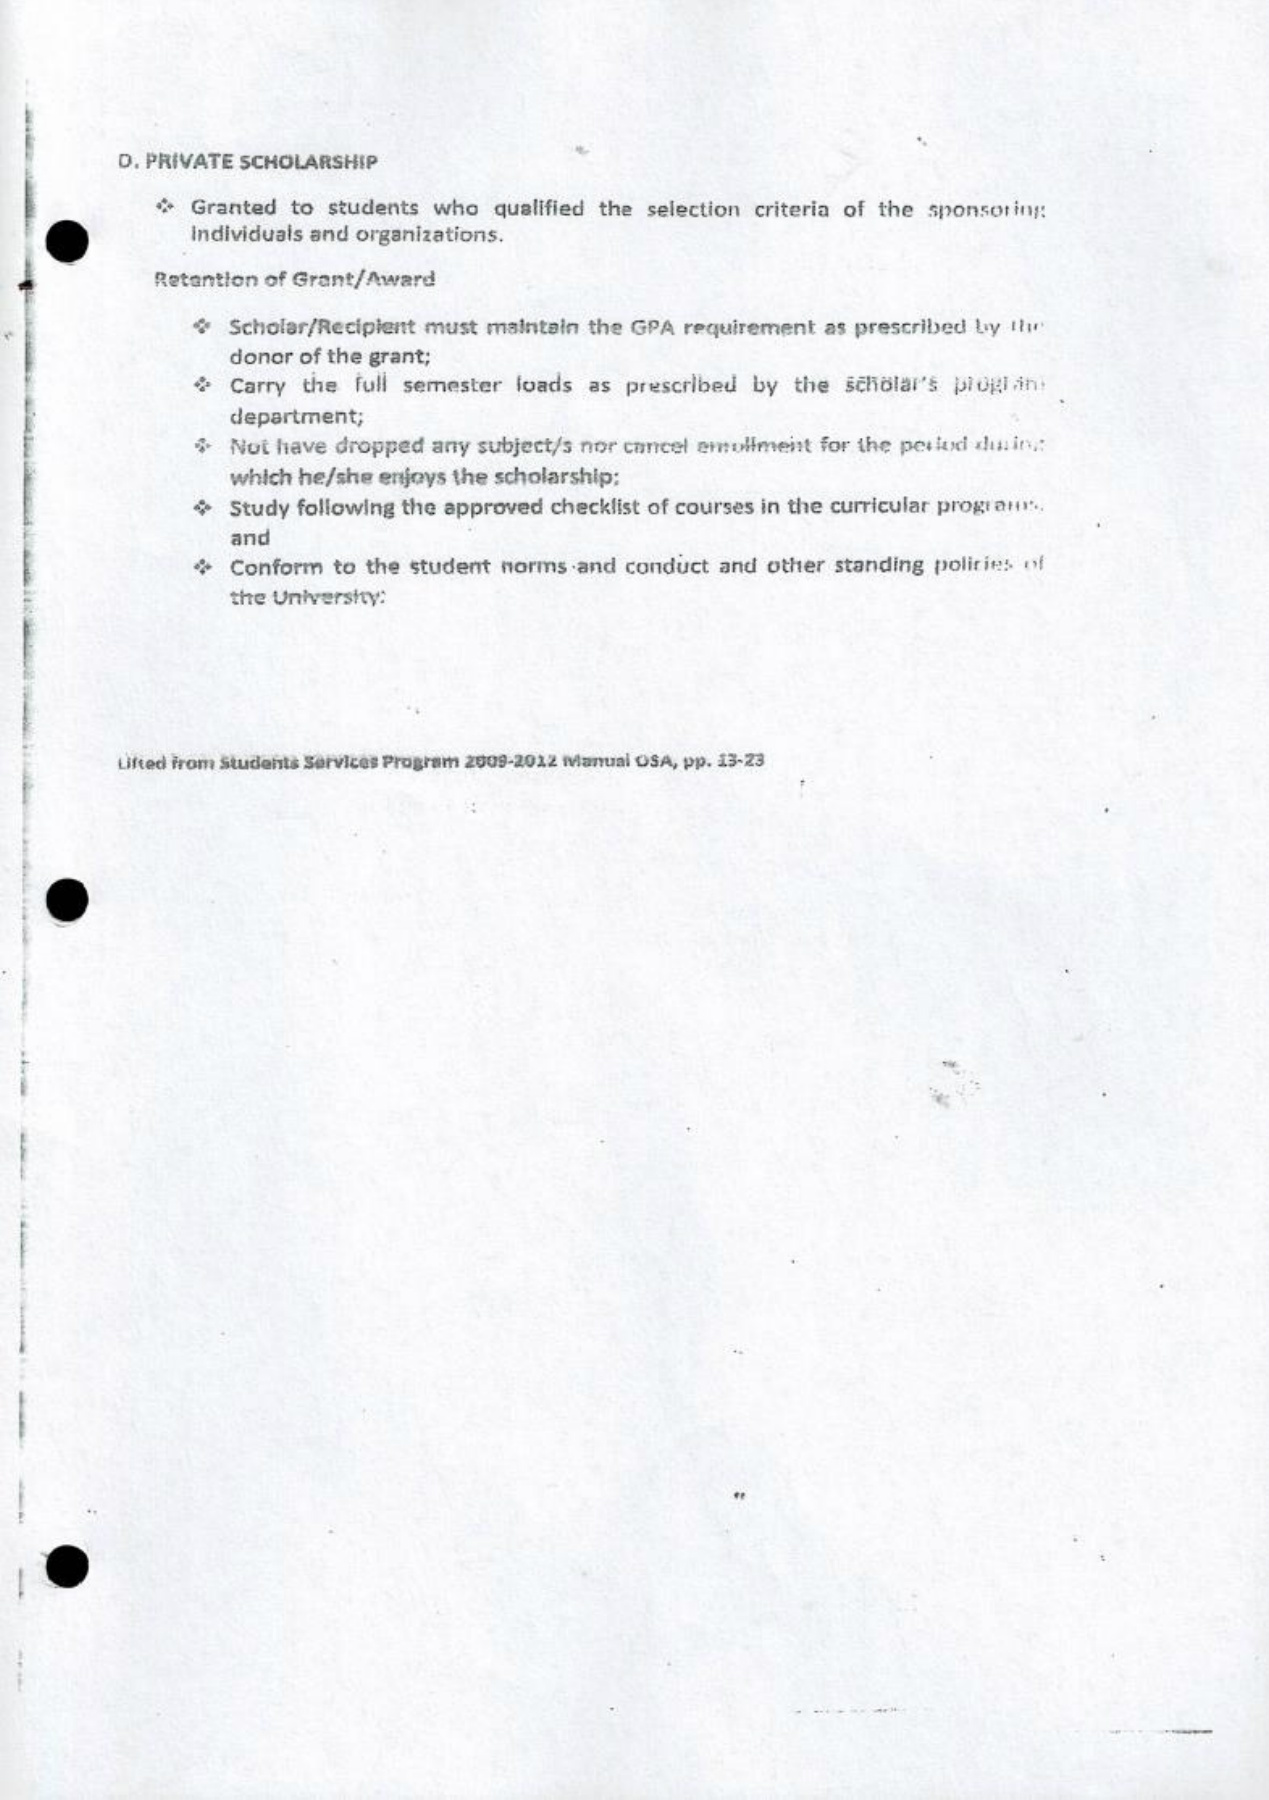 D. PRIVATE SCHOLARSHIP
❖ Granted to students who qualified the selection criteria of the sponsoring
individuals and organizations.
Retention of Grant/Award
❖ Scholar/Recipient must maintain the GPA requirement as prescribed by the
donor of the grant;
❖ Carry the full semester loads as prescribed by the scholar's program
department;
❖ Not have dropped any subject/s nor cancel enrollment for the period during
which he/she enjoys the scholarship;
❖ Study following the approved checklist of courses in the curricular programs,
and
❖ Conform to the student norms and conduct and other standing policies of
the University:
Lifted from Students Services Program 2009-2012 Manual OSA, pp. 13-23